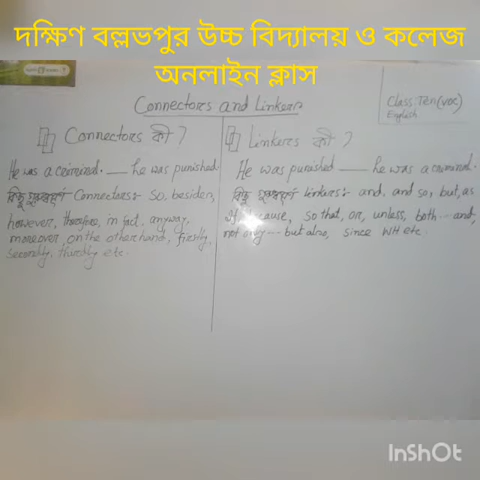 দক্ষিণ বল্লভপুর উচ্চ বিদ্যালয় ও কলেজ
অনলাইন ক্লাস
Connectors and Linkers
Class: Ten (voc)
English
Connectors কী ?
He was a criminal. ___ he was punished.
কিছু গুরুত্বপূর্ণ Connectors:- So, besides,
however, therefore, in fact, anyway,
moreover, on the other hand, firstly,
secondly, thirdly etc.
Linkers কী ?
He was punished ___ he was a criminal.
কিছু গুরুত্বপূর্ণ Linkers:- and, and so, but, as,
If, because, so that, or, unless, both -- and,
not only --- but also, since WH etc.
InShOt